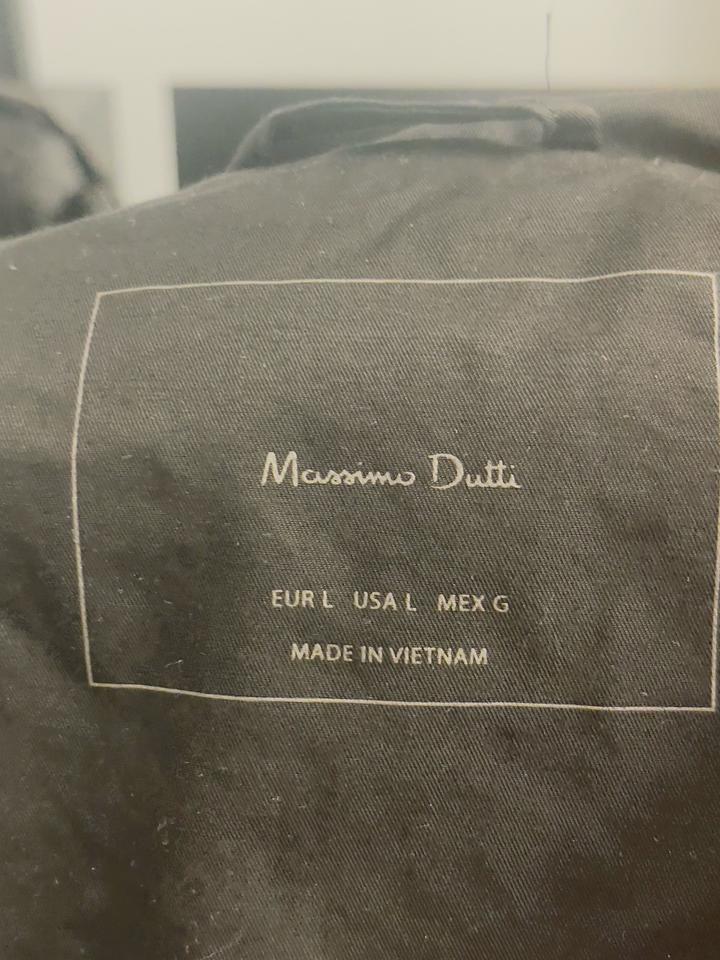 Massimo Dutti
EUR L USA L MEX G
MADE IN VIETNAM